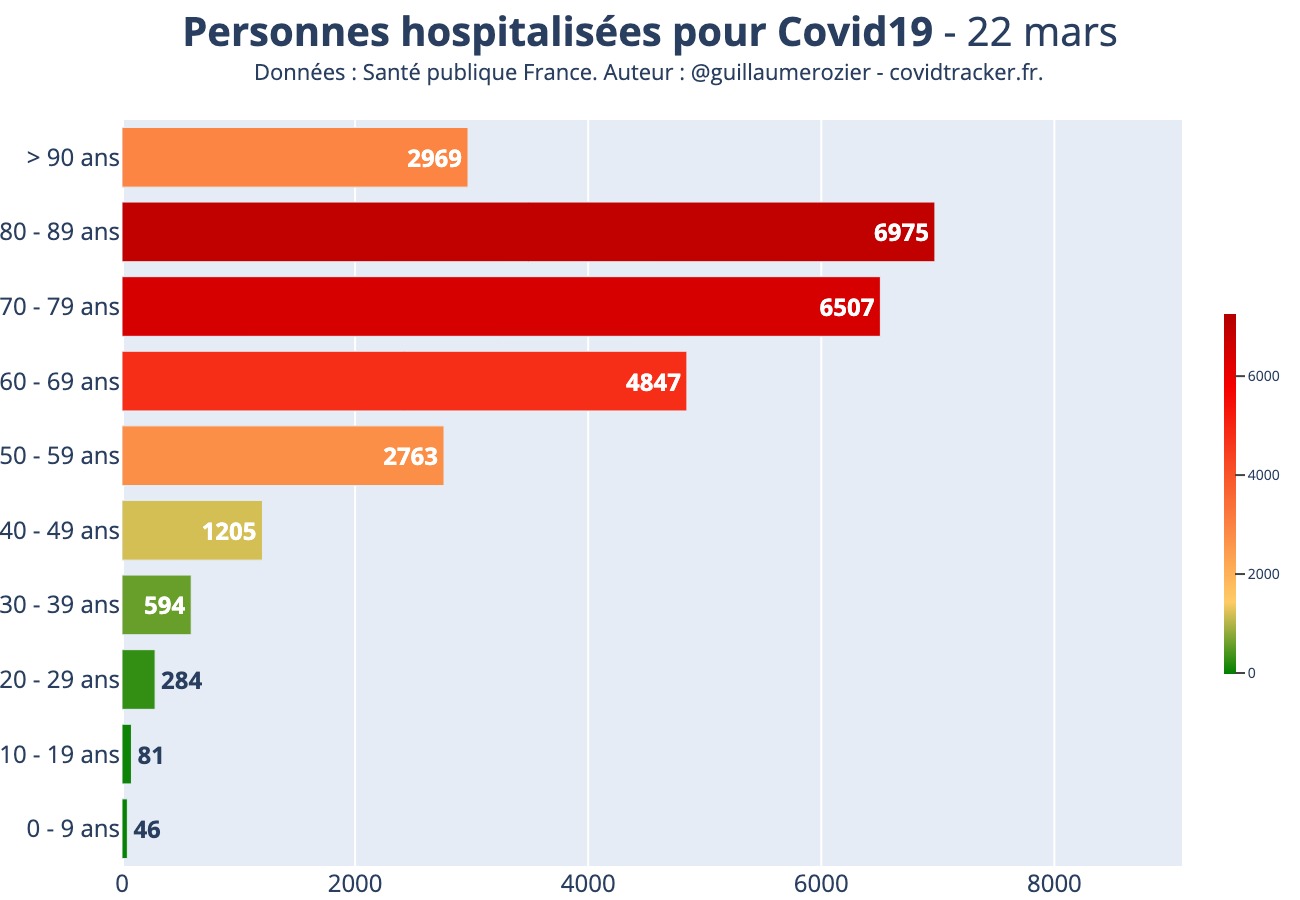 Personnes hospitalisées pour Covid19 - 22 mars
Données : Santé publique France. Auteur : @guillaumerozier - covidtracker.fr.
> 90 ans 2969
80 - 89 ans 6975
70 - 79 ans 6507
60 - 69 ans 4847
50 - 59 ans 2763
40 - 49 ans 1205
30 - 39 ans 594
20 - 29 ans 284
10 - 19 ans 81
0 - 9 ans 46
0 2000 4000 6000 8000
6000
4000
2000
0